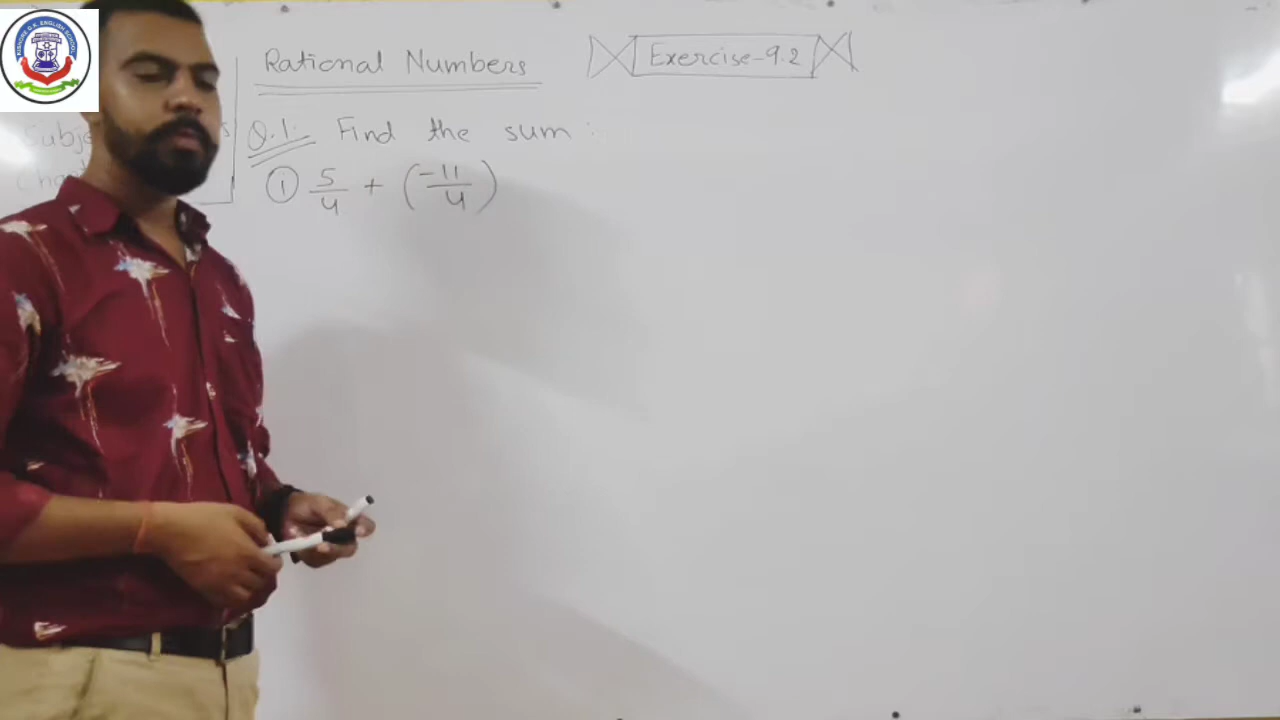 Rational Numbers
Exercise-9.2
Q.1. Find the sum :
① 5/4 + (-11/4)